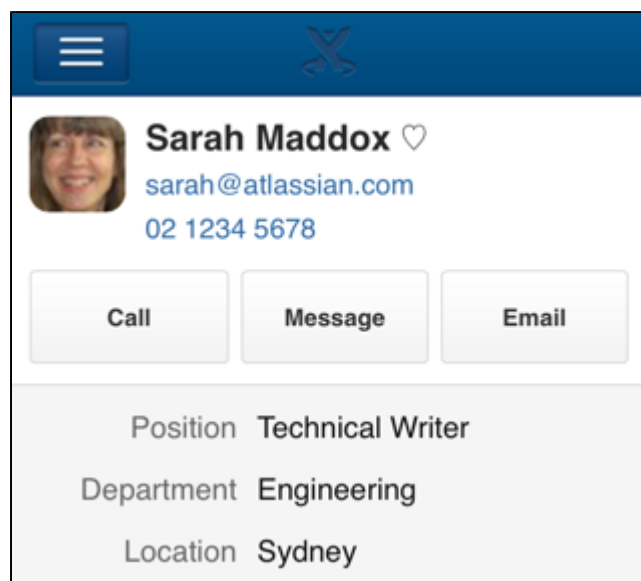 Sarah Maddox ♡
sarah@atlassian.com
02 1234 5678
Call Message Email
Position Technical Writer
Department Engineering
Location Sydney